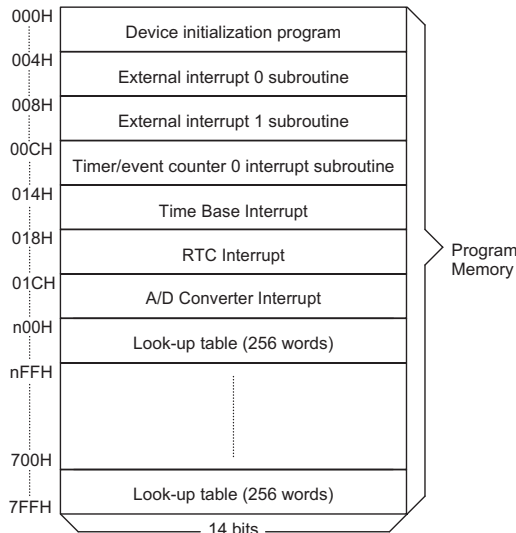 000H
Device initialization program
004H
External interrupt 0 subroutine
008H
External interrupt 1 subroutine
00CH
Timer/event counter 0 interrupt subroutine
014H
Time Base Interrupt
018H
RTC Interrupt
Program
Memory
01CH
A/D Converter Interrupt
n00H
Look-up table (256 words)
nFFH
700H
Look-up table (256 words)
7FFH
14 bits